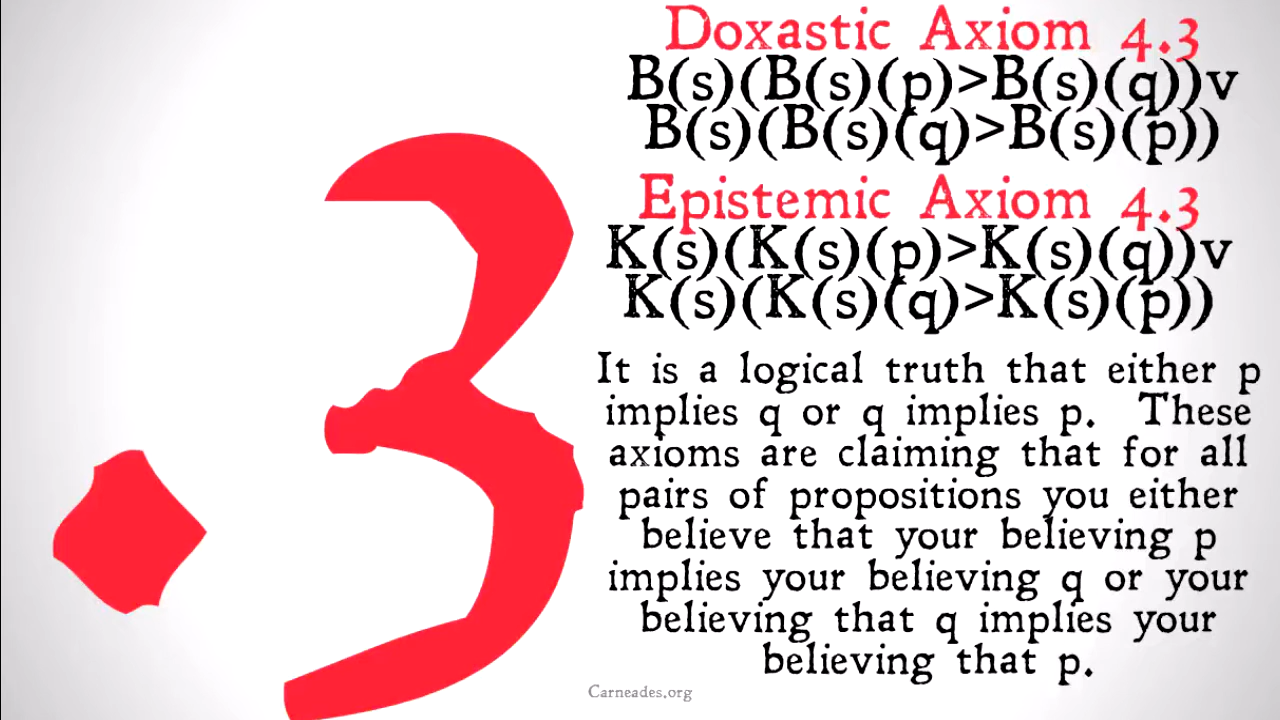 .3
Doxastic Axiom 4.3
B(s)(B(s)(p)>B(s)(q))v
B(s)(B(s)(q)>B(s)(p))
Epistemic Axiom 4.3
K(s)(K(s)(p)>K(s)(q))v
K(s)(K(s)(q)>K(s)(p))
It is a logical truth that either p
implies q or q implies p. These
axioms are claiming that for all
pairs of propositions you either
believe that your believing p
implies your believing q or your
believing that q implies your
believing that p.
Carneades.org